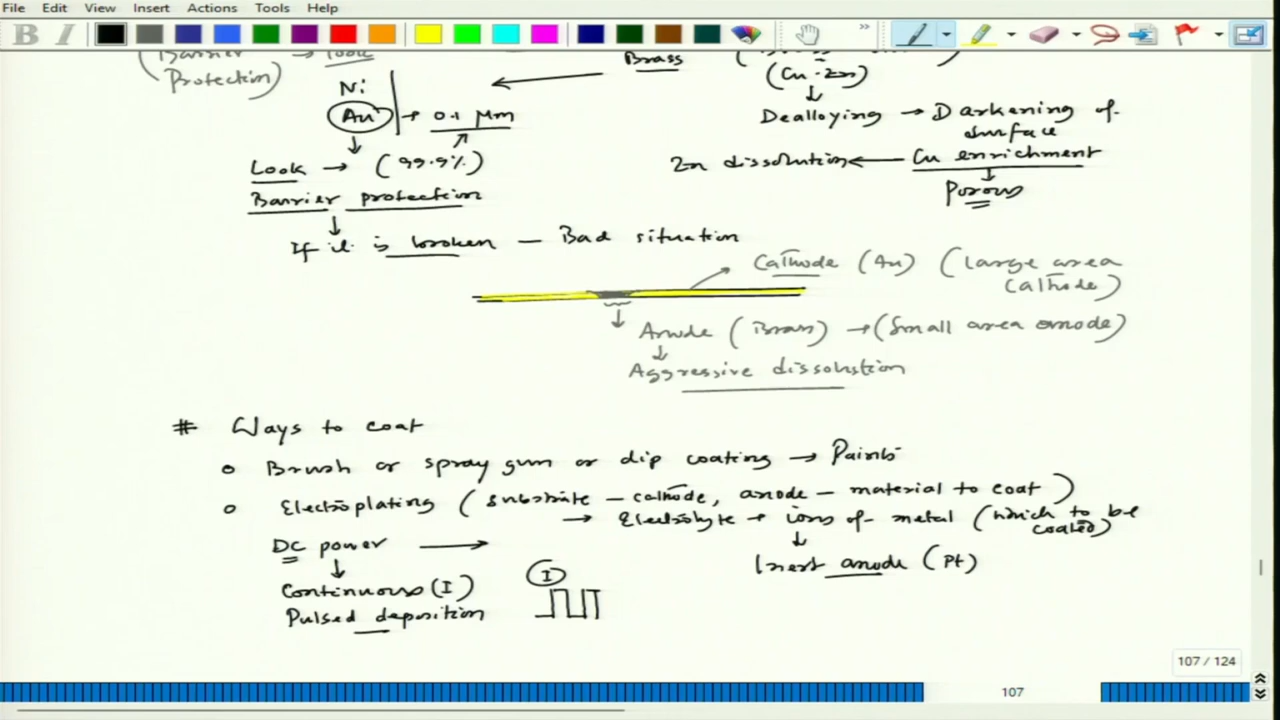 File Edit View Insert Actions Tools Help
B I
(Barrier → look
Protection)
Brass
(Cu-Zn)
Ni
Au → 0.1 µm
Dealloying → Darkening of
surface
Look → (99.9%)
Zn dissolution ← Cu enrichment
Barrier protection
Porous
If it is broken – Bad situation
Cathode (Au) (large area
cathode)
Anode (Brass) → (Small area anode)
Aggressive dissolution
# Ways to coat
o Brush or spray gun or dip coating → Paints
o Electroplating (substrate – cathode, anode – material to coat)
→ Electrolyte → ions of metal (which to be
coated)
DC power →
Inert anode (Pt)
Continuous (I)
I
Pulsed deposition
107 / 124
107